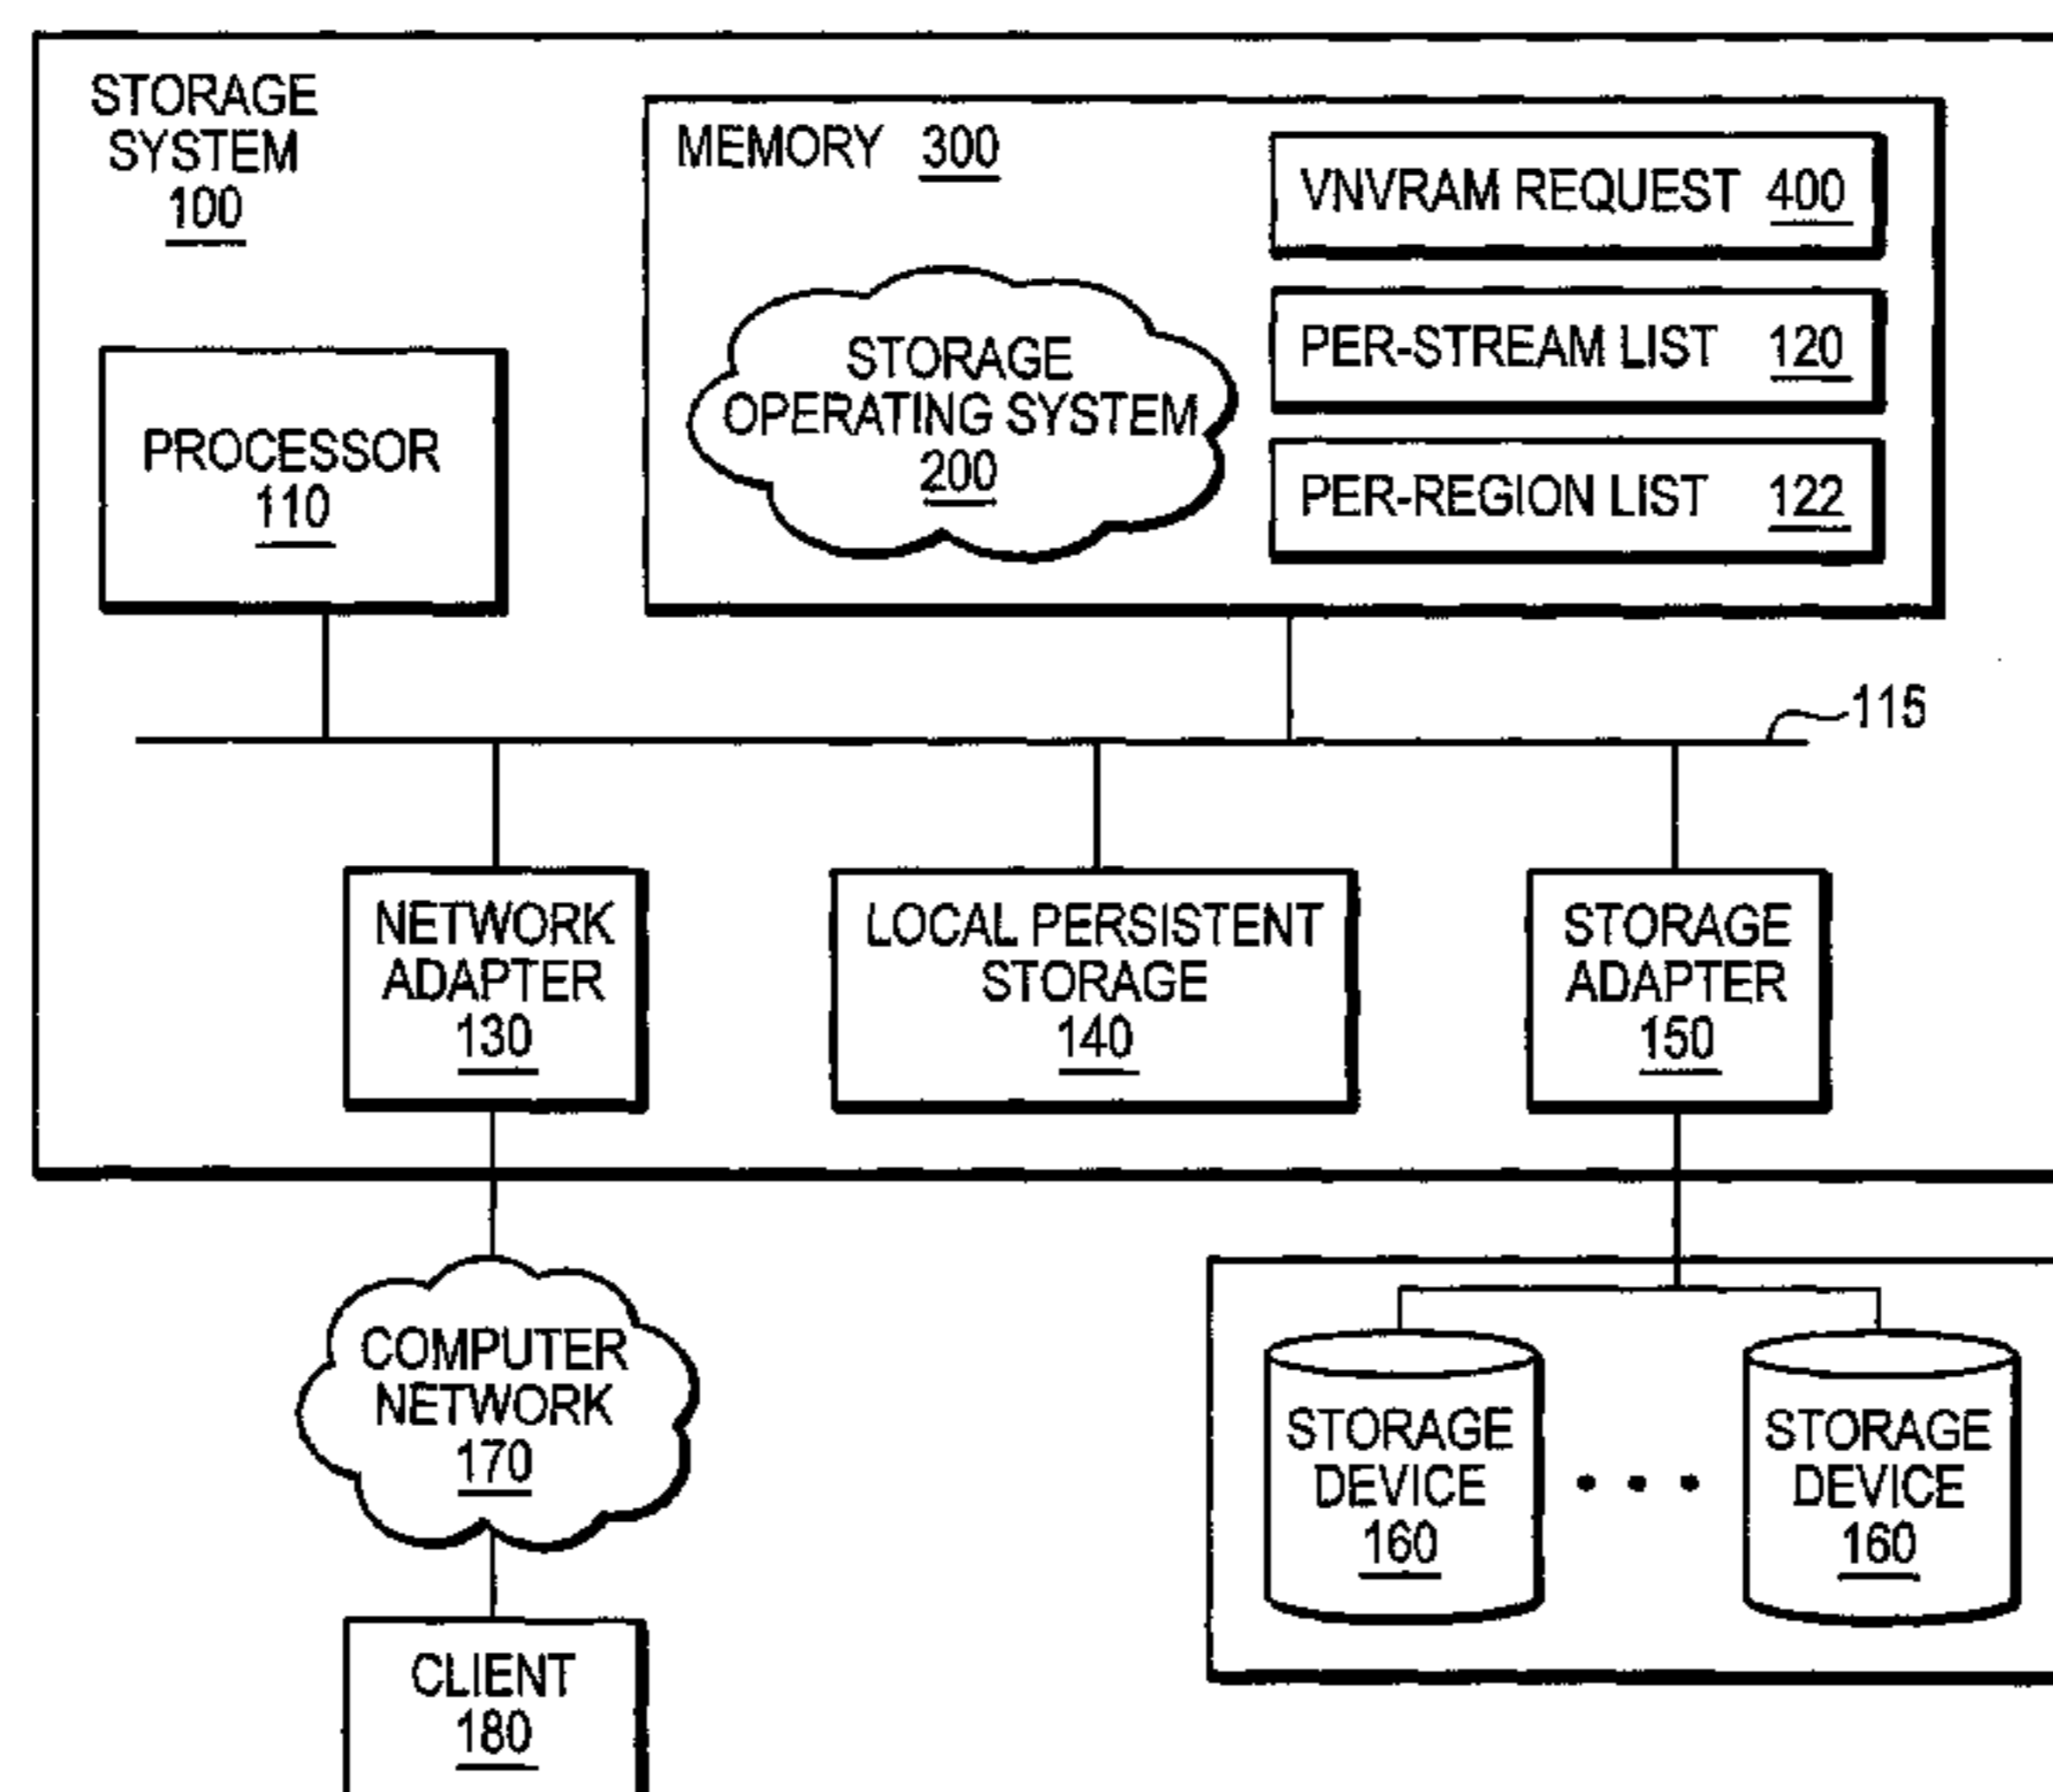 STORAGE
SYSTEM
100
MEMORY 300
VNVRAM REQUEST 400
PER-STREAM LIST 120
PER-REGION LIST 122
STORAGE
OPERATING SYSTEM
200
PROCESSOR
110
115
NETWORK
ADAPTER
130
LOCAL PERSISTENT
STORAGE
140
STORAGE
ADAPTER
150
COMPUTER
NETWORK
170
STORAGE
DEVICE
160
STORAGE
DEVICE
160
CLIENT
180